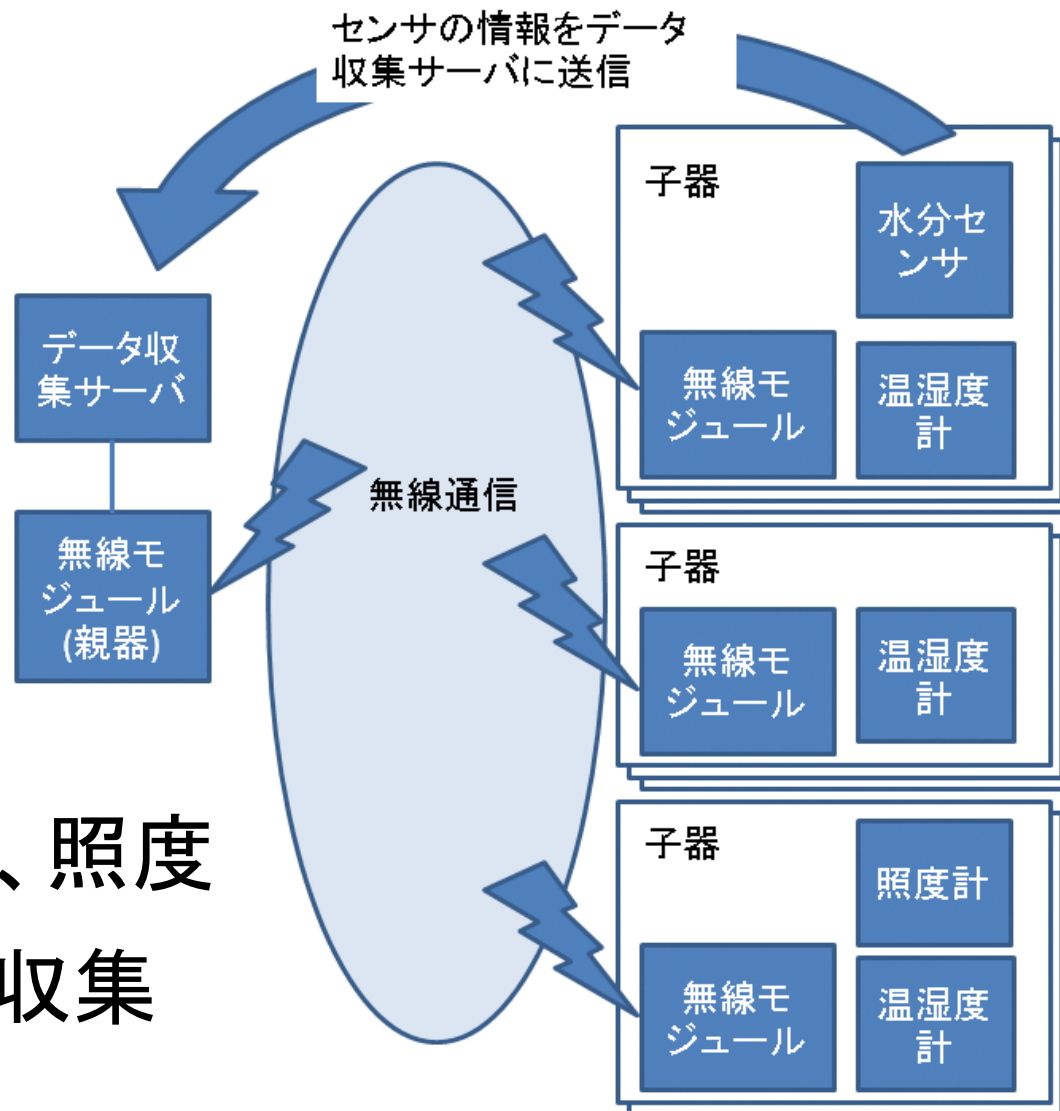 センサの情報をデータ
収集サーバに送信
子器
水分セ
ンサ
無線モ
ジュール
温湿度
計
データ収
集サーバ
無線通信
無線モ
ジュール
(親器)
子器
無線モ
ジュール
温湿度
計
子器
照度計
無線モ
ジュール
温湿度
計
、照度
収集